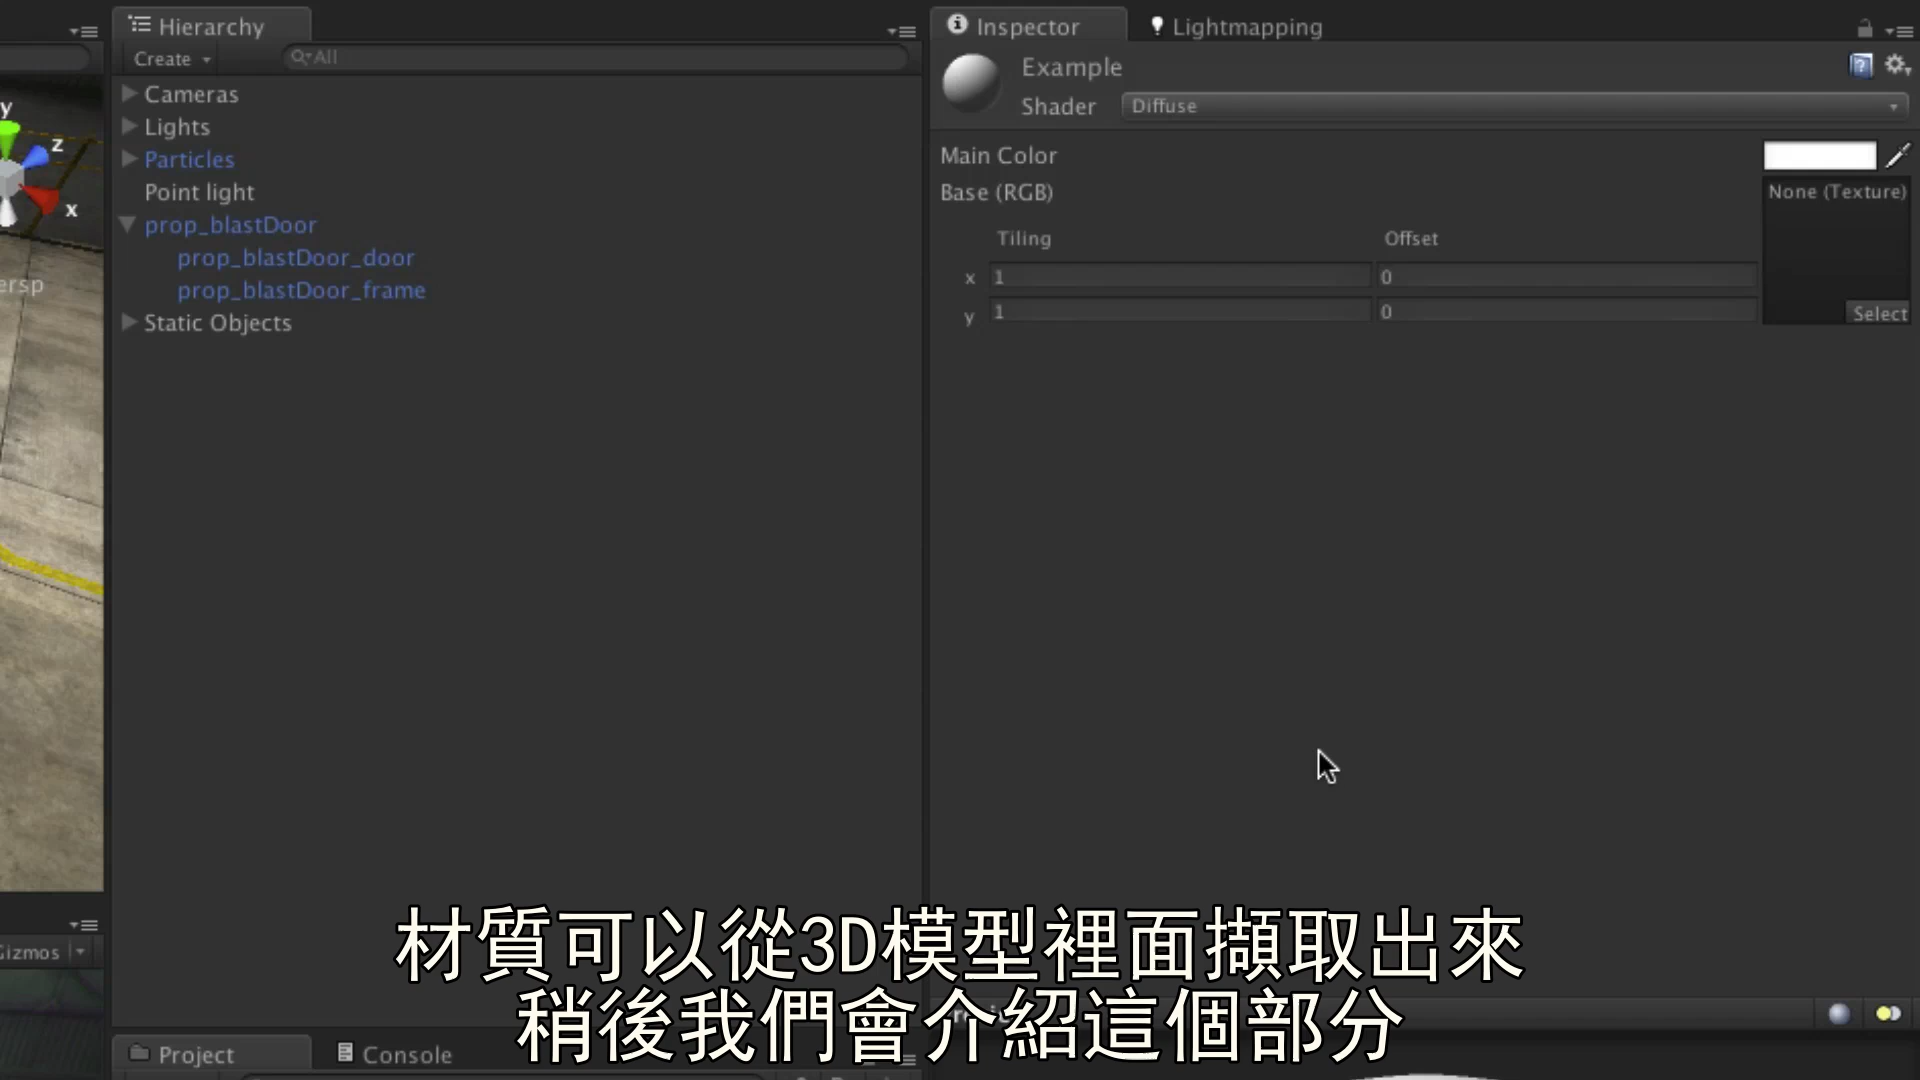 Hierarchy
Create
All
Cameras
Lights
Particles
Point light
prop_blastDoor
prop_blastDoor_door
prop_blastDoor_frame
Static Objects
y
z
x
ersp
Gizmos
Project
Console
Inspector
Lightmapping
Example
Shader
Diffuse
Main Color
Base (RGB)
None (Texture)
Tiling
Offset
x 1 0
y 1 0
Select
材質可以從3D模型裡面擷取出來
稍後我們會介紹這個部分